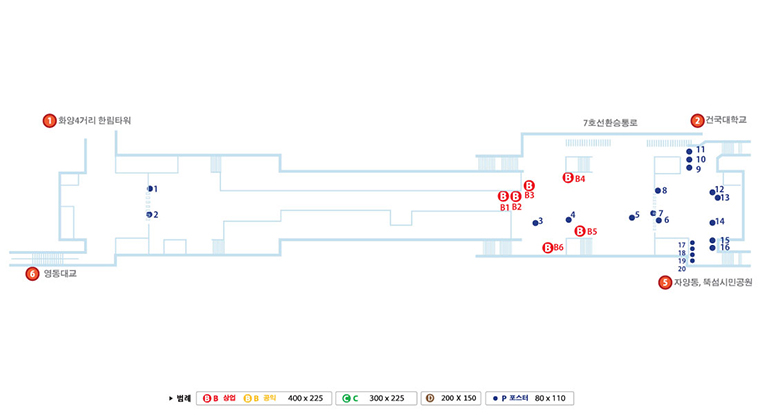 1 화양4거리 한림타워
7호선환승통로
2 건국대학교
11
10
9
B B4
1
8
12
13
B B3
B B1
B B2
2
3
4
5
7
6
14
B B5
B B6
15
16
17
18
19
20
6 영동대교
5 자양동, 뚝섬시민공원
범례
B B 상업 B B 공익 400 x 225
C C 300 x 225
D 200 X 150
P 포스터 80 x 110